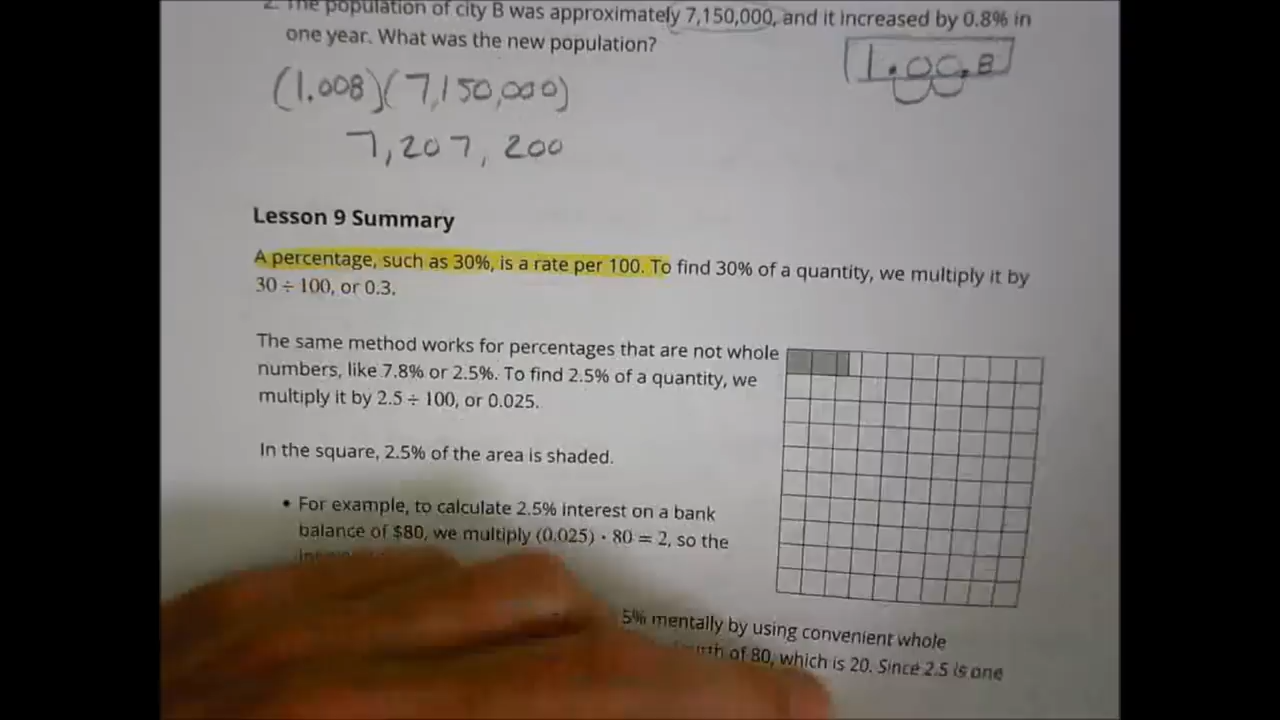 2. The population of city B was approximately 7,150,000, and it increased by 0.8% in
one year. What was the new population?
1.00.8
(1.008)(7,150,000)
7,207,200
Lesson 9 Summary
A percentage, such as 30%, is a rate per 100. To find 30% of a quantity, we multiply it by
30 ÷ 100, or 0.3.
The same method works for percentages that are not whole
numbers, like 7.8% or 2.5%. To find 2.5% of a quantity, we
multiply it by 2.5 ÷ 100, or 0.025.
In the square, 2.5% of the area is shaded.
• For example, to calculate 2.5% interest on a bank
balance of $80, we multiply (0.025) · 80 = 2, so the
5% mentally by using convenient whole
of 80, which is 20. Since 2.5 is one